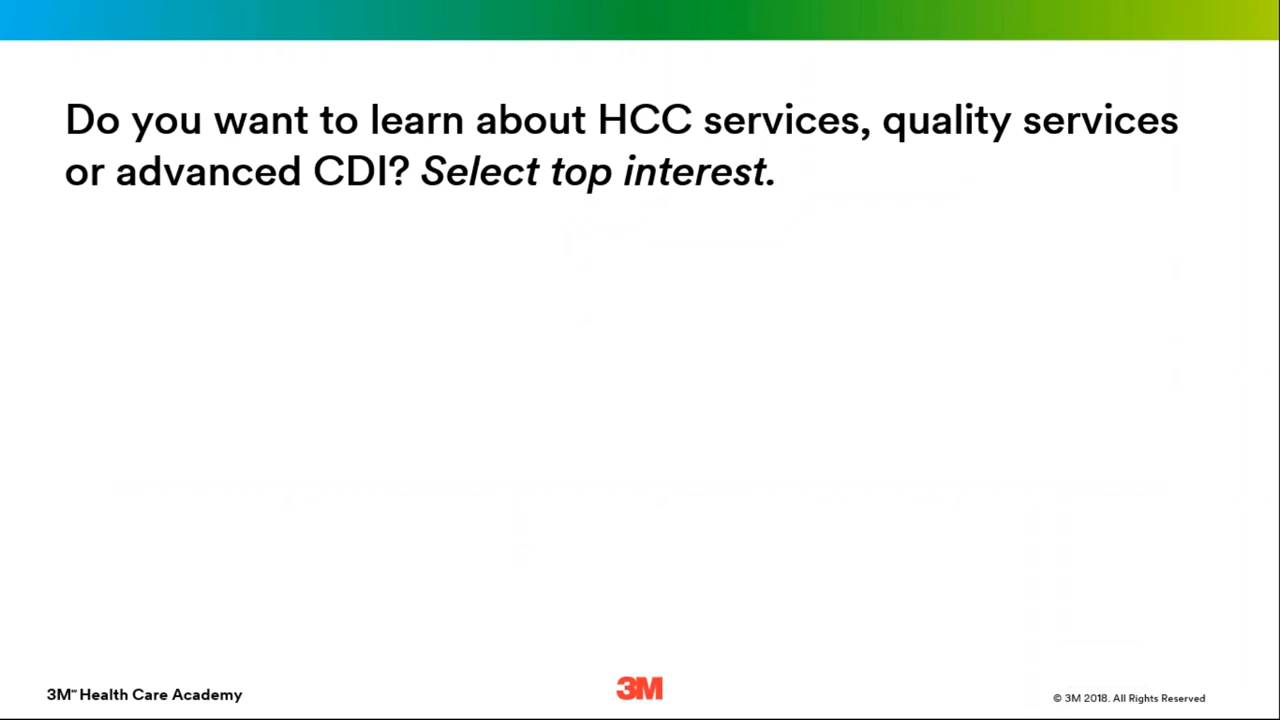 Do you want to learn about HCC services, quality services
or advanced CDI? Select top interest.
3M™ Health Care Academy
3M
© 3M 2018. All Rights Reserved